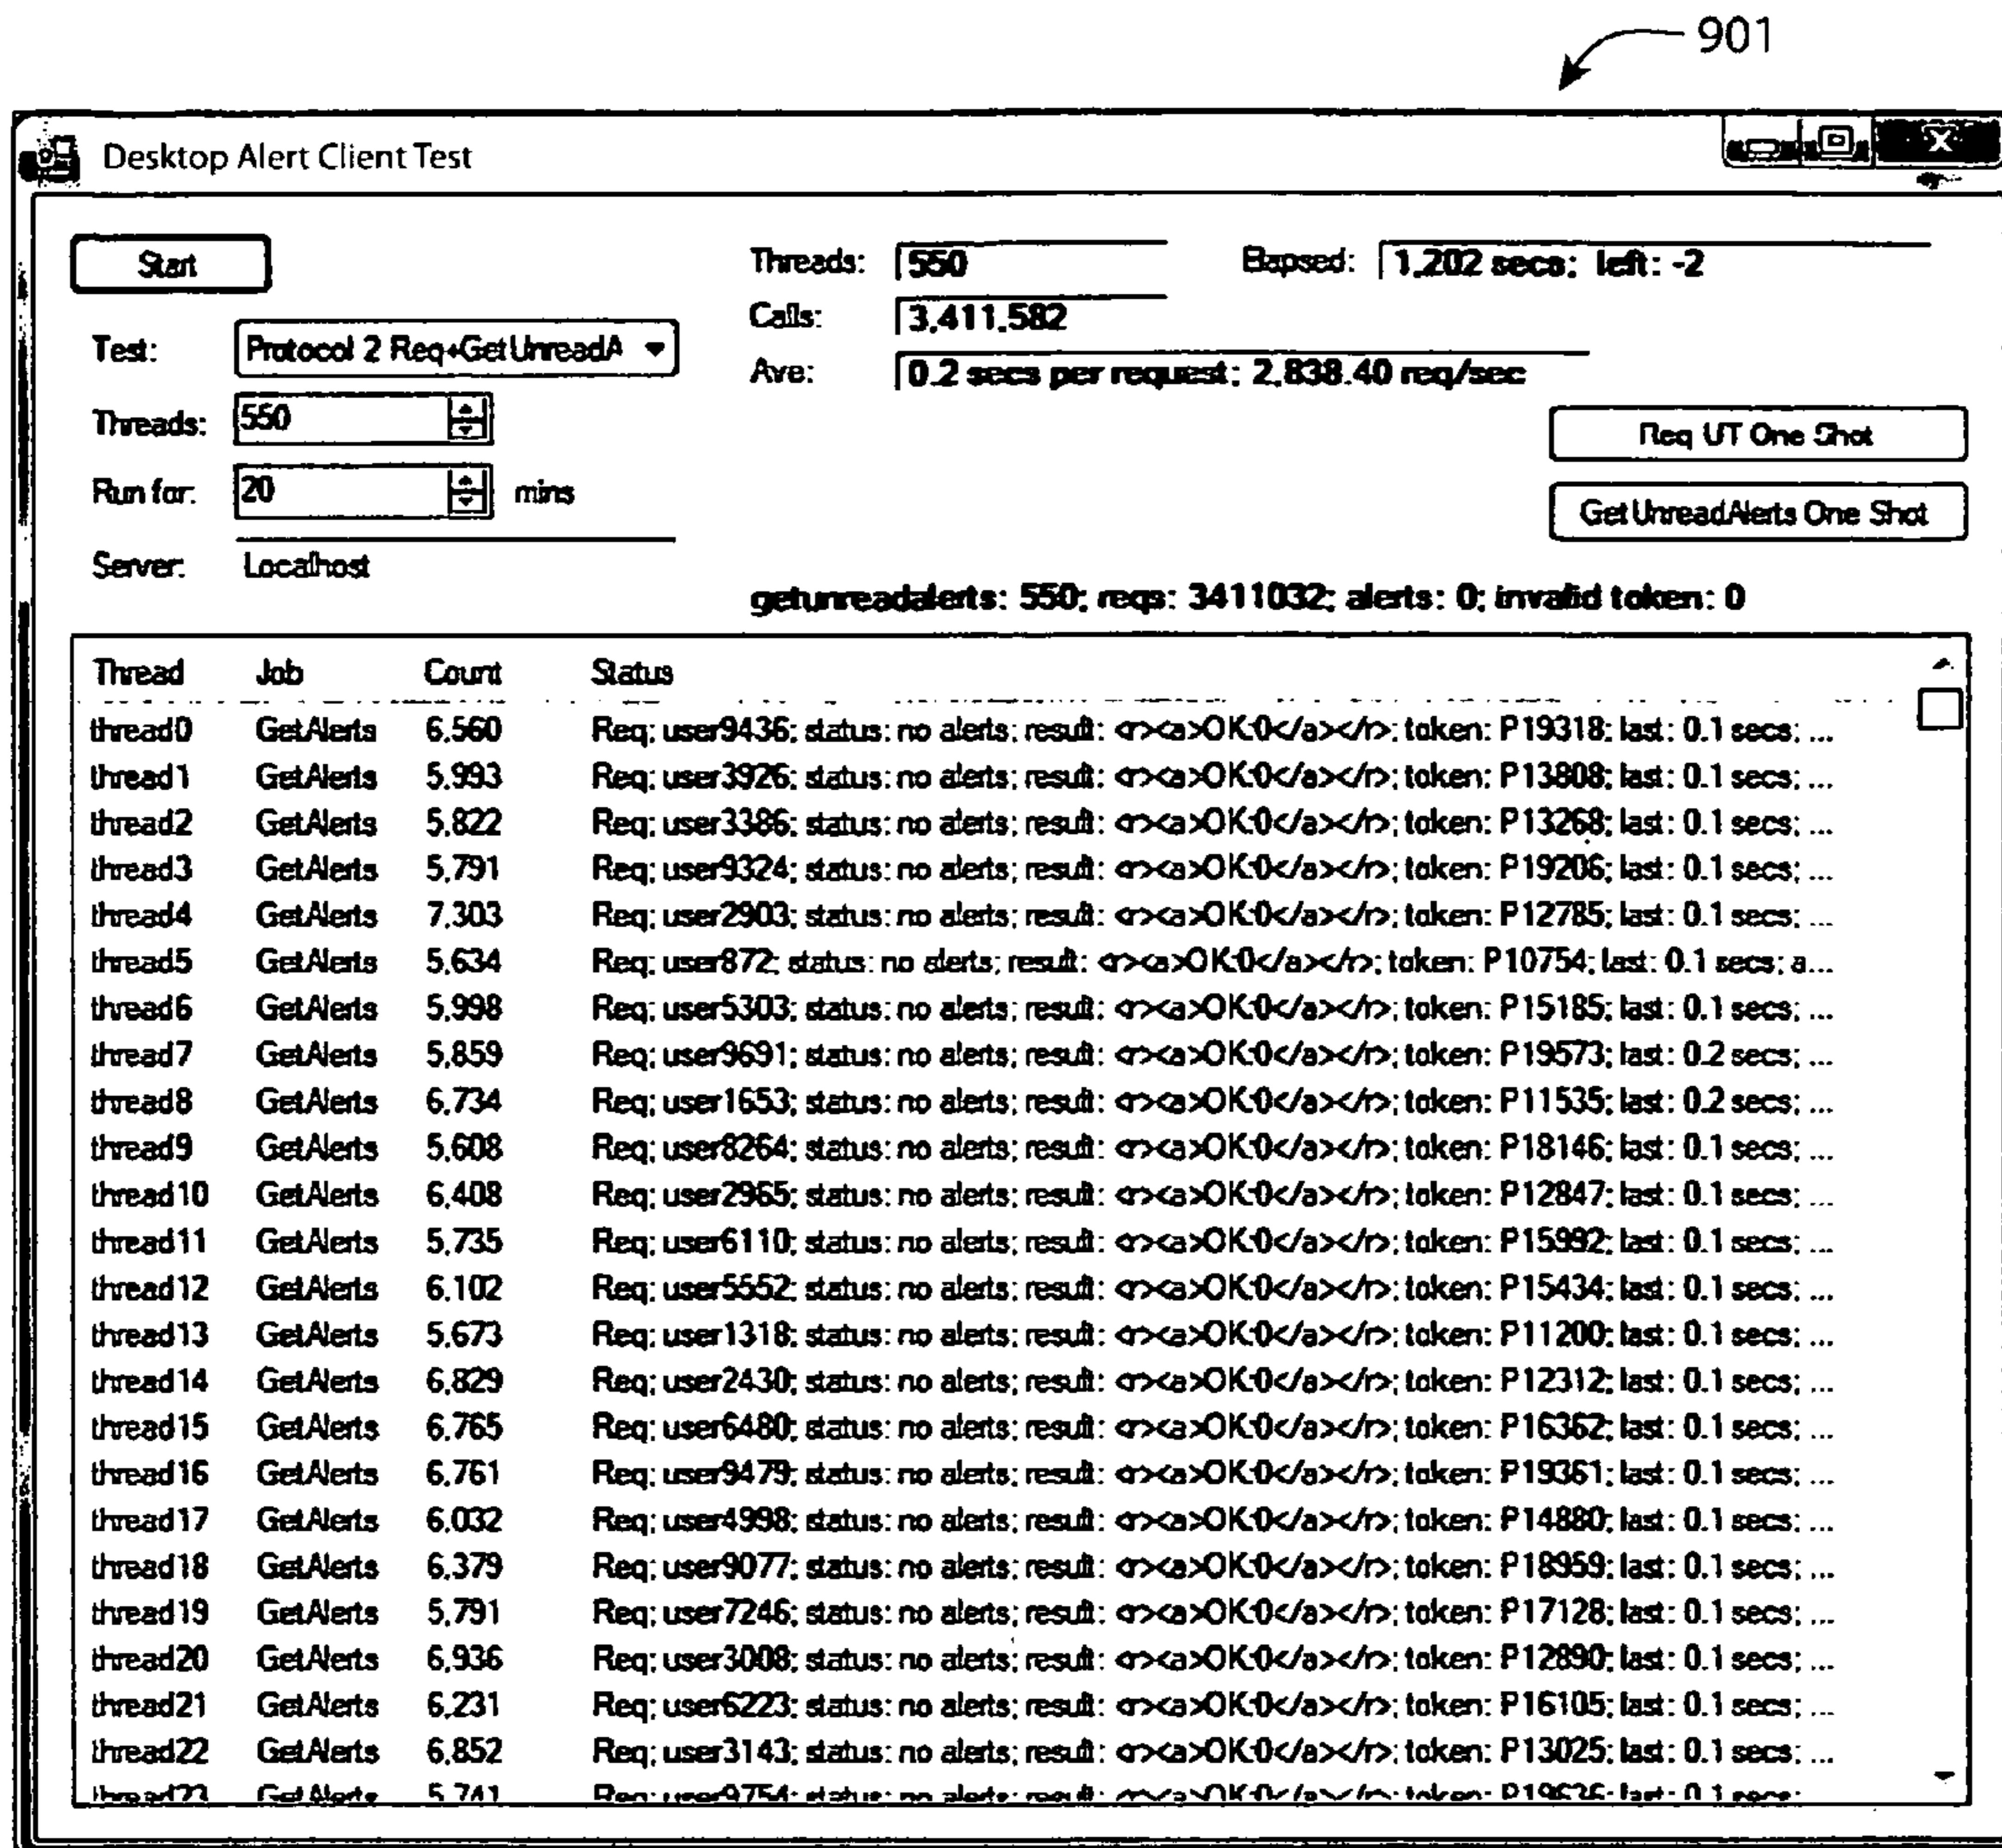 901
Desktop Alert Client Test
Start
Threads: 550
Elapsed: 1,202 secs; left: -2
Calls: 3,411,582
Test: Protocol 2 Req+GetUnreadA
Ave: 0.2 secs per request; 2,838.40 req/sec
Threads: 550
Req UT One Shot
Run for: 20 mins
GetUnreadAlerts One Shot
Server: Localhost
getunreadalerts: 550; reqs: 3411032; alerts: 0; invalid token: 0
Thread Job Count Status
thread0 GetAlerts 6,560 Req; user9436; status: no alerts; result: <r><a>OK:0</a></r>; token: P19318; last: 0.1 secs; ...
thread1 GetAlerts 5,993 Req; user3926; status: no alerts; result: <r><a>OK:0</a></r>; token: P13808; last: 0.1 secs; ...
thread2 GetAlerts 5,822 Req; user3386; status: no alerts; result: <r><a>OK:0</a></r>; token: P13268; last: 0.1 secs; ...
thread3 GetAlerts 5,791 Req; user9324; status: no alerts; result: <r><a>OK:0</a></r>; token: P19206; last: 0.1 secs; ...
thread4 GetAlerts 7,303 Req; user2903; status: no alerts; result: <r><a>OK:0</a></r>; token: P12785; last: 0.1 secs; ...
thread5 GetAlerts 5,634 Req; user872; status: no alerts; result: <r><a>OK:0</a></r>; token: P10754; last: 0.1 secs; a...
thread6 GetAlerts 5,998 Req; user5303; status: no alerts; result: <r><a>OK:0</a></r>; token: P15185; last: 0.1 secs; ...
thread7 GetAlerts 5,859 Req; user9691; status: no alerts; result: <r><a>OK:0</a></r>; token: P19573; last: 0.2 secs; ...
thread8 GetAlerts 6,734 Req; user1653; status: no alerts; result: <r><a>OK:0</a></r>; token: P11535; last: 0.2 secs; ...
thread9 GetAlerts 5,608 Req; user8264; status: no alerts; result: <r><a>OK:0</a></r>; token: P18146; last: 0.1 secs; ...
thread10 GetAlerts 6,408 Req; user2965; status: no alerts; result: <r><a>OK:0</a></r>; token: P12847; last: 0.1 secs; ...
thread11 GetAlerts 5,735 Req; user6110; status: no alerts; result: <r><a>OK:0</a></r>; token: P15992; last: 0.1 secs; ...
thread12 GetAlerts 6,102 Req; user5552; status: no alerts; result: <r><a>OK:0</a></r>; token: P15434; last: 0.1 secs; ...
thread13 GetAlerts 5,673 Req; user1318; status: no alerts; result: <r><a>OK:0</a></r>; token: P11200; last: 0.1 secs; ...
thread14 GetAlerts 6,829 Req; user2430; status: no alerts; result: <r><a>OK:0</a></r>; token: P12312; last: 0.1 secs; ...
thread15 GetAlerts 6,765 Req; user6480; status: no alerts; result: <r><a>OK:0</a></r>; token: P16362; last: 0.1 secs; ...
thread16 GetAlerts 6,761 Req; user9479; status: no alerts; result: <r><a>OK:0</a></r>; token: P19361; last: 0.1 secs; ...
thread17 GetAlerts 6,032 Req; user4998; status: no alerts; result: <r><a>OK:0</a></r>; token: P14880; last: 0.1 secs; ...
thread18 GetAlerts 6,379 Req; user9077; status: no alerts; result: <r><a>OK:0</a></r>; token: P18959; last: 0.1 secs; ...
thread19 GetAlerts 5,791 Req; user7246; status: no alerts; result: <r><a>OK:0</a></r>; token: P17128; last: 0.1 secs; ...
thread20 GetAlerts 6,936 Req; user3008; status: no alerts; result: <r><a>OK:0</a></r>; token: P12890; last: 0.1 secs; ...
thread21 GetAlerts 6,231 Req; user6223; status: no alerts; result: <r><a>OK:0</a></r>; token: P16105; last: 0.1 secs; ...
thread22 GetAlerts 6,852 Req; user3143; status: no alerts; result: <r><a>OK:0</a></r>; token: P13025; last: 0.1 secs; ...
thread23 GetAlerts 5,741 Req; user9754; status: no alerts; result: <r><a>OK:0</a></r>; token: P19636; last: 0.1 secs;